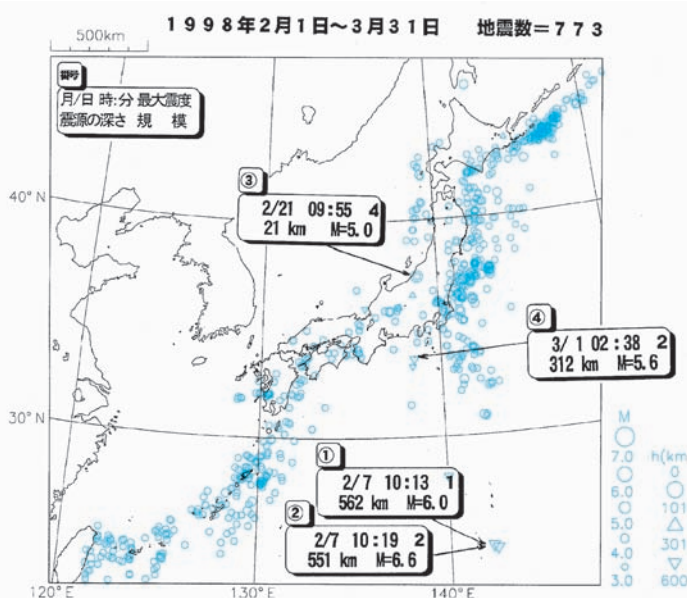 1998年2月1日～3月31日 地震数＝773
500km
番号
月/日 時:分 最大震度
震源の深さ 規 模
40°N
③
2/21 09:55 4
21 km M=5.0
④
3/ 1 02:38 2
312 km M=5.6
30°N
①
2/7 10:13 1
562 km M=6.0
②
2/7 10:19 2
551 km M=6.6
M
7.0
6.0
5.0
4.0
3.0
h(km
0
101
301
600
120°E
130°E
140°E